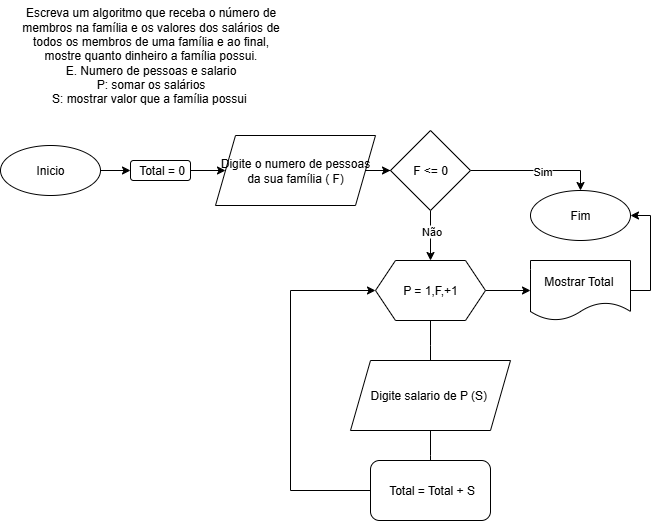 Escreva um algoritmo que receba o número de
membros na família e os valores dos salários de
todos os membros de uma família e ao final,
mostre quanto dinheiro a família possui.
E. Numero de pessoas e salario
P: somar os salários
S: mostrar valor que a família possui
Inicio
Total = 0
Digite o numero de pessoas
da sua família ( F)
F <= 0
Sim
Fim
Não
P = 1,F,+1
Mostrar Total
Digite salario de P (S)
Total = Total + S